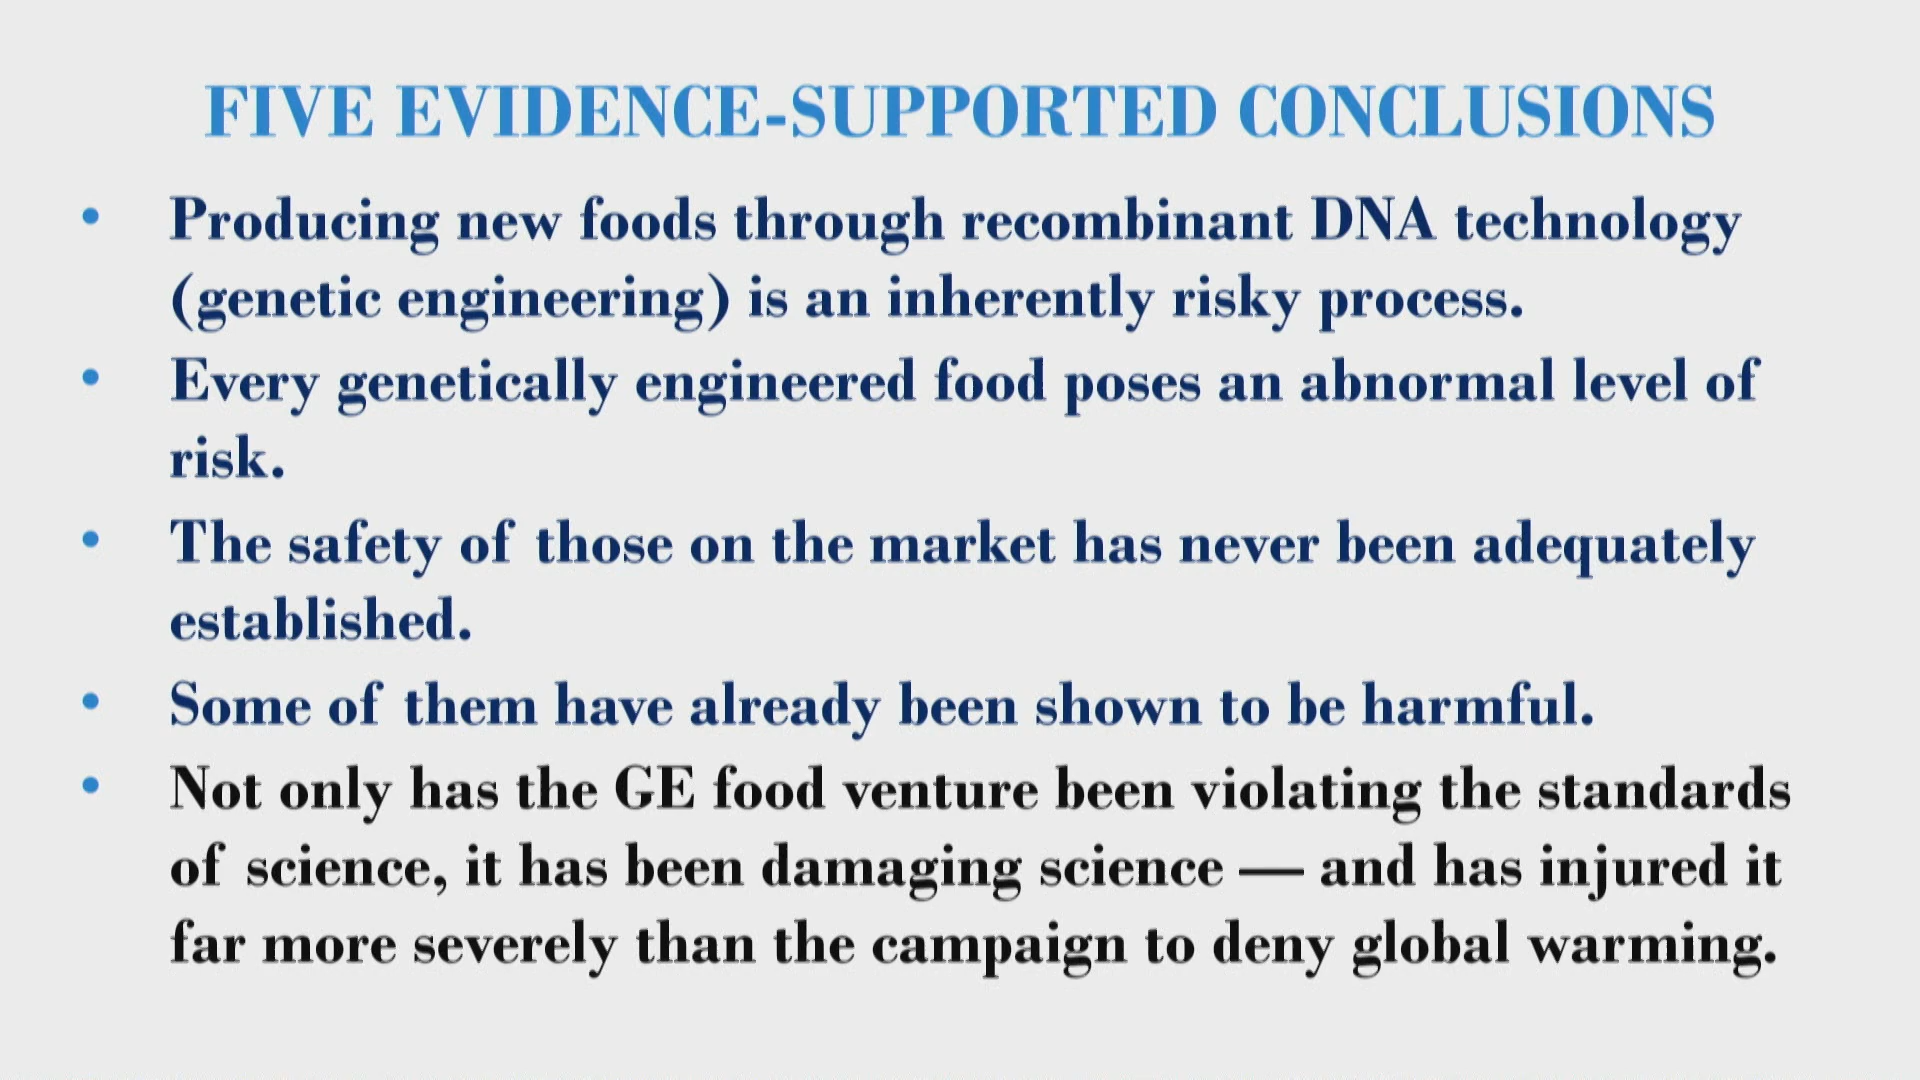 FIVE EVIDENCE-SUPPORTED CONCLUSIONS
• Producing new foods through recombinant DNA technology
(genetic engineering) is an inherently risky process.
• Every genetically engineered food poses an abnormal level of
risk.
• The safety of those on the market has never been adequately
established.
• Some of them have already been shown to be harmful.
• Not only has the GE food venture been violating the standards
of science, it has been damaging science — and has injured it
far more severely than the campaign to deny global warming.